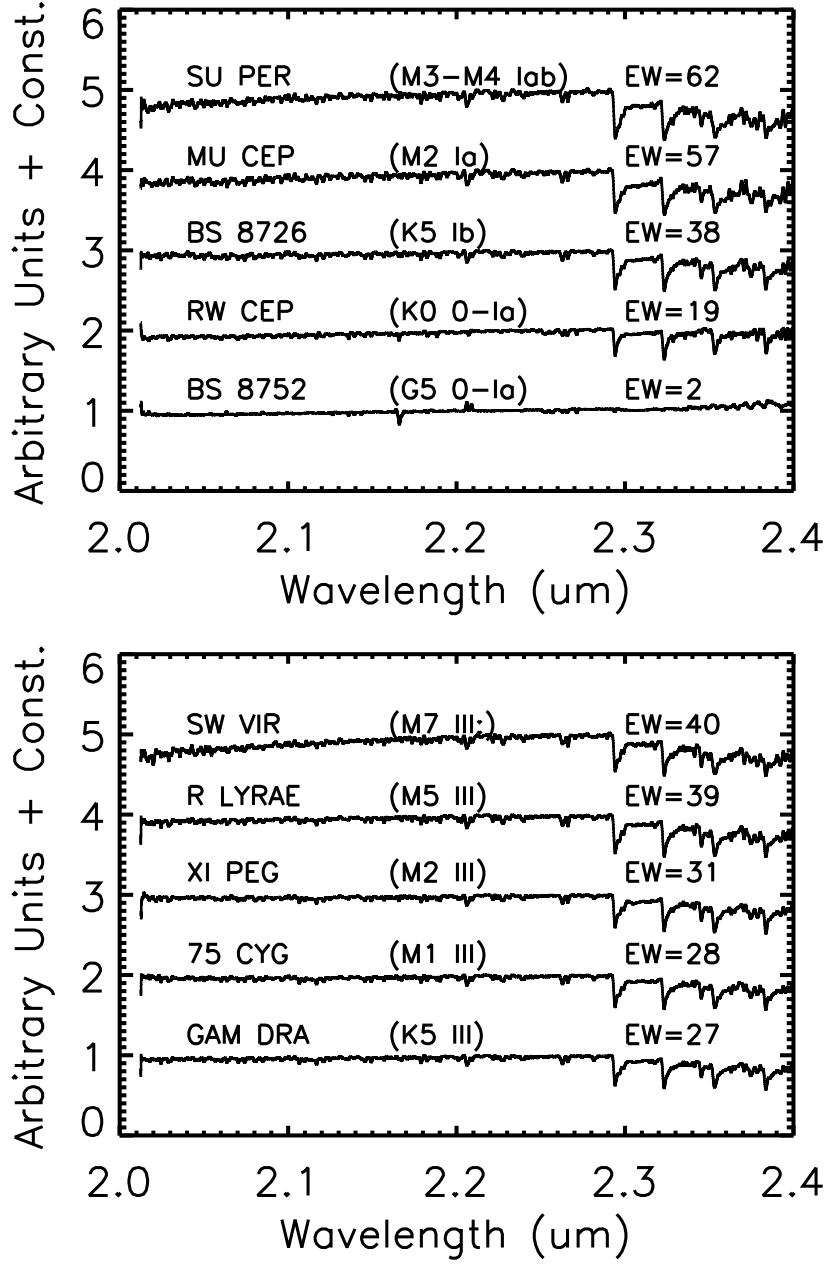 6
SU PER (M3-M4 Iab) EW=62
5
MU CEP (M2 Ia) EW=57
4
BS 8726 (K5 Ib) EW=38
3
RW CEP (K0 0-Ia) EW=19
2
BS 8752 (G5 0-Ia) EW=2
1
0
Arbitrary Units + Const.
2.0 2.1 2.2 2.3 2.4
Wavelength (um)
6
SW VIR (M7 III:) EW=40
5
R LYRAE (M5 III) EW=39
4
XI PEG (M2 III) EW=31
3
75 CYG (M1 III) EW=28
2
GAM DRA (K5 III) EW=27
1
0
Arbitrary Units + Const.
2.0 2.1 2.2 2.3 2.4
Wavelength (um)